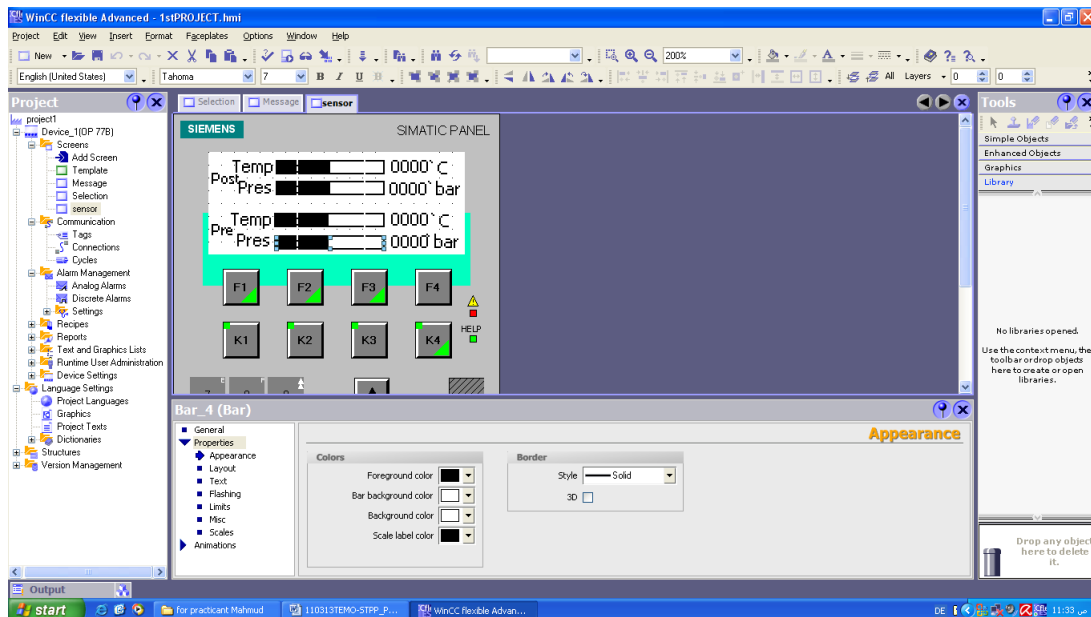 WinCC flexible Advanced - 1stPROJECT.hmi
Project Edit View Insert Format Faceplates Options Window Help
New 200%
English (United States) Tahoma 7 B I U All Layers 0 0
Project
project1
Device_1(OP 77B)
Screens
Add Screen
Template
Message
Selection
sensor
Communication
Tags
Connections
Cycles
Alarm Management
Analog Alarms
Discrete Alarms
Settings
Recipes
Reports
Text and Graphics Lists
Runtime User Administration
Device Settings
Language Settings
Project Languages
Graphics
Project Texts
Dictionaries
Structures
Version Management
Selection Message sensor
SIEMENS SIMATIC PANEL
Temp 0000°C
Post
Pres 0000°bar
Temp 0000°C
Pre
Pres 0000 bar
F1 F2 F3 F4
HELP
K1 K2 K3 K4
Bar_4 (Bar)
General
Properties
Appearance
Layout
Text
Flashing
Limits
Misc
Scales
Animations
Appearance
Colors
Foreground color
Bar background color
Background color
Scale label color
Border
Style Solid
3D
Tools
Simple Objects
Enhanced Objects
Graphics
Library
No libraries opened.
Use the context menu, the
toolbar or drop objects
here to create or open
libraries.
Drop any object
here to delete
it.
Output
start for practicant Mahmud 110313TEMO-STPP_P... WinCC flexible Advan... DE 11:33 ص